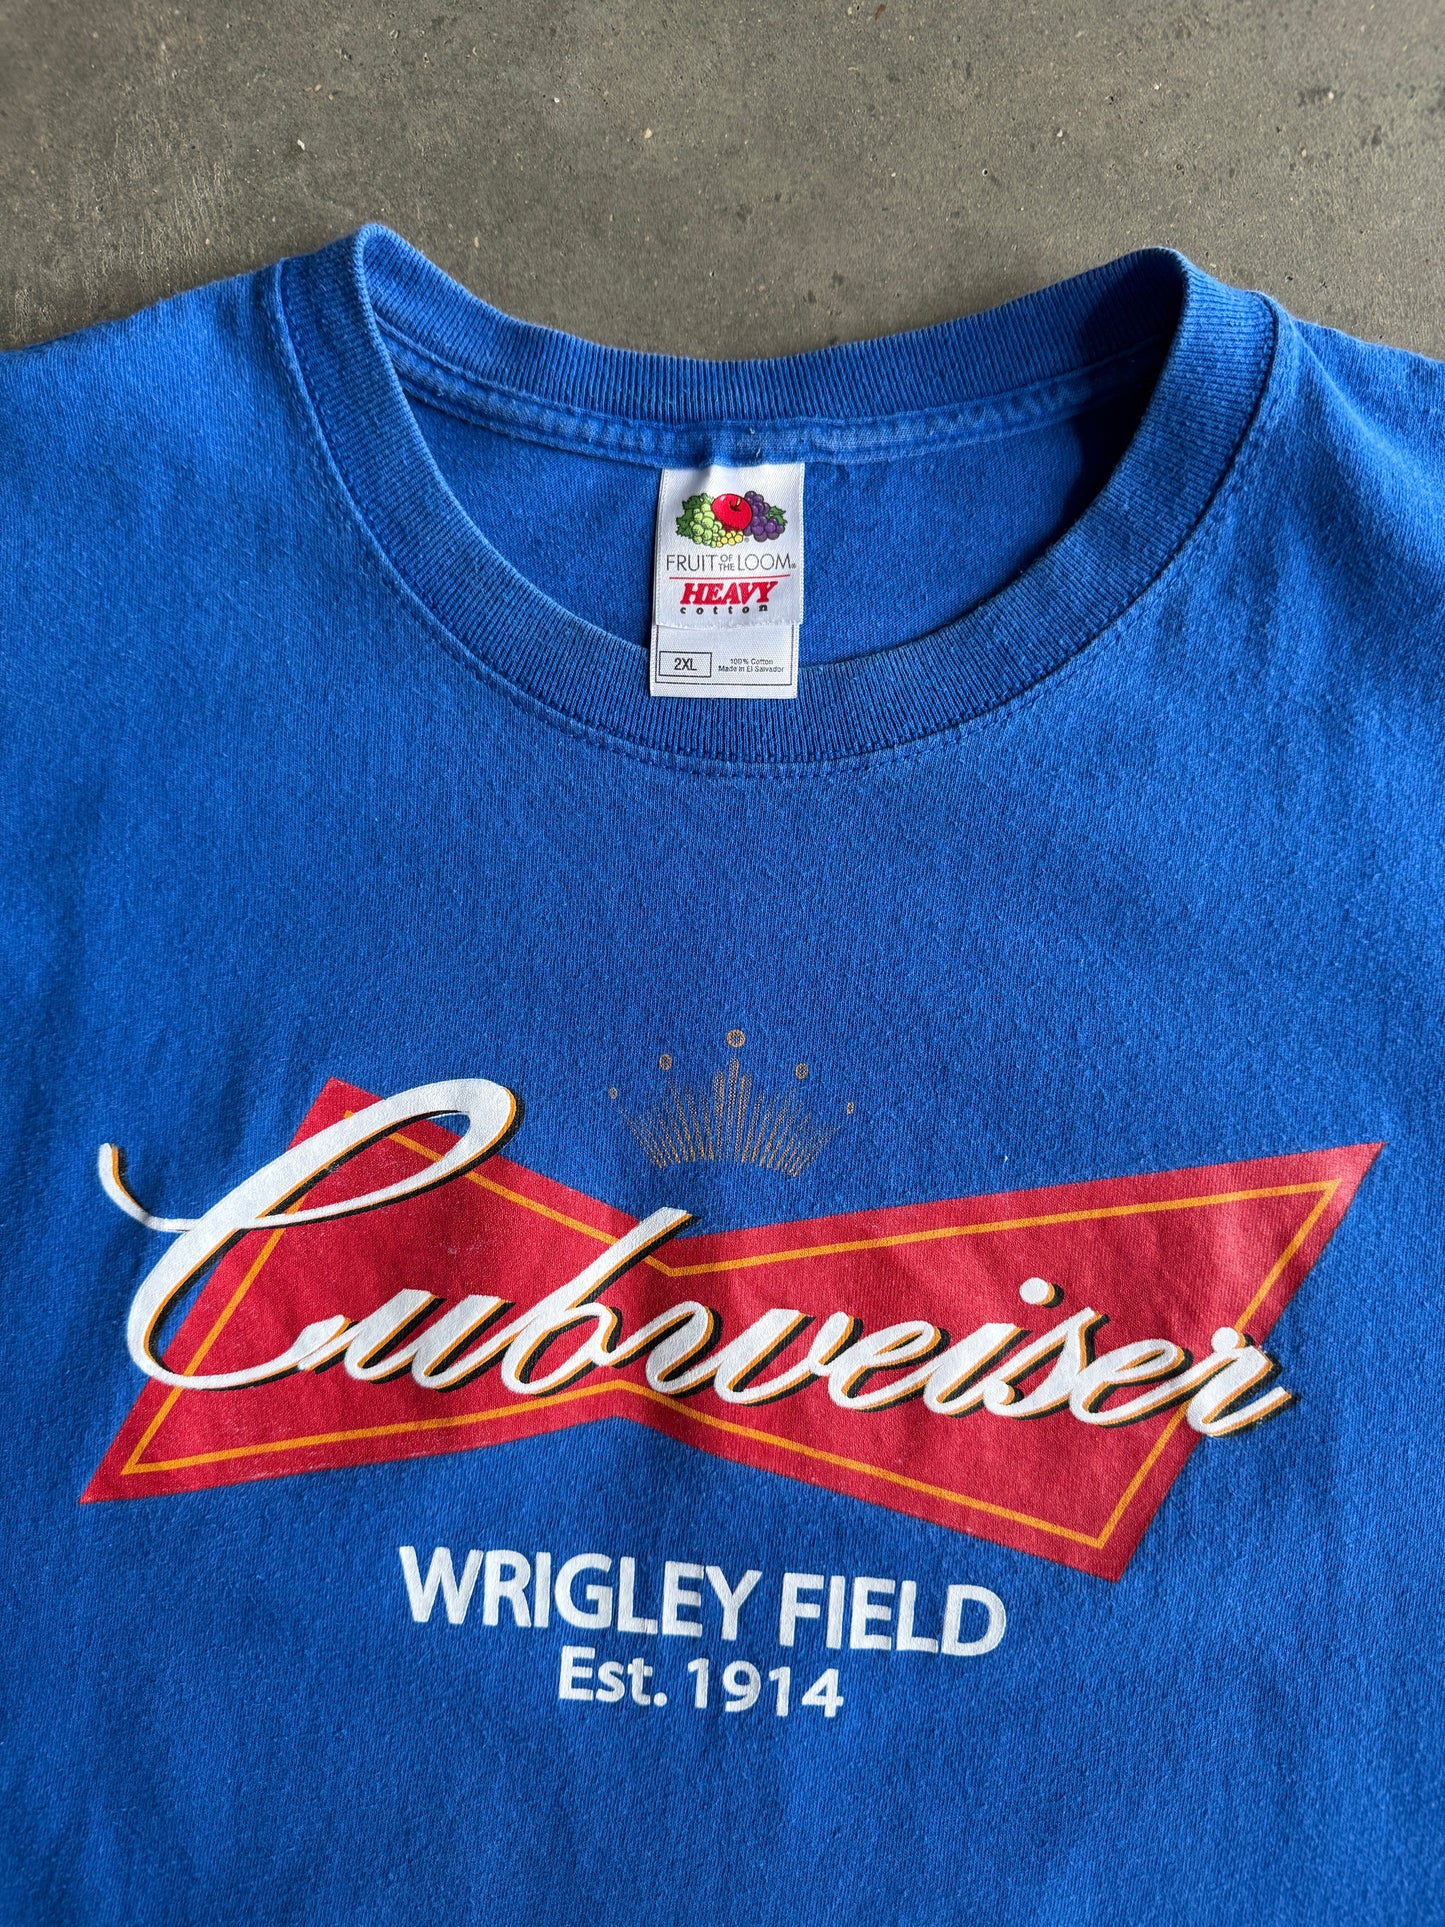 FRUIT OF THE LOOM®
HEAVY
cotton
2XL
100% Cotton
Made in El Salvador
Cubweiser
WRIGLEY FIELD
Est. 1914